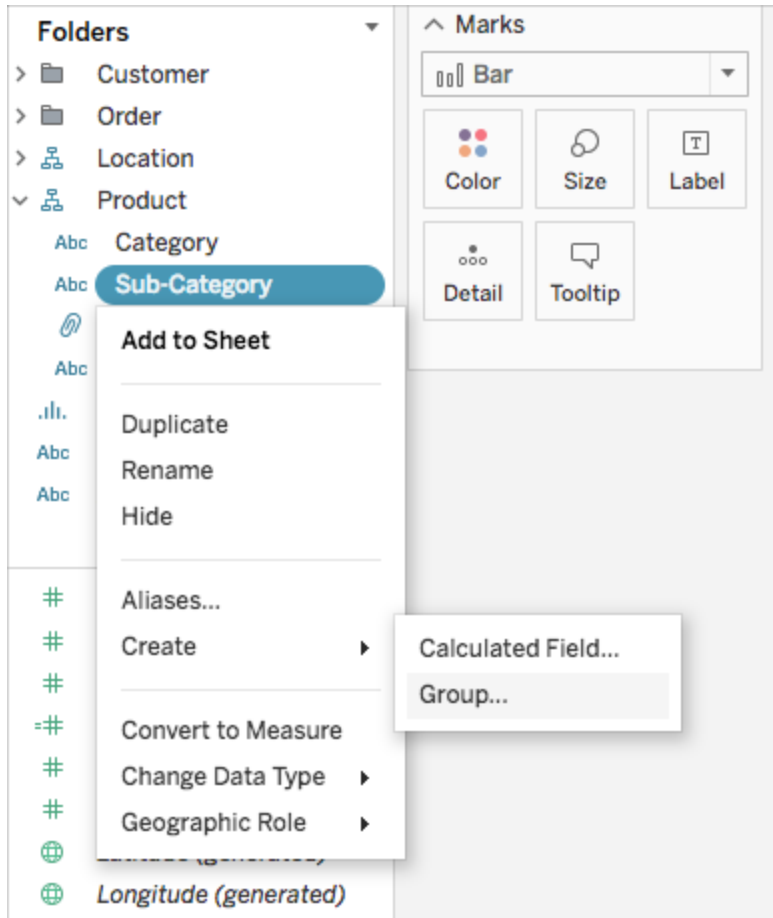 Folders
Customer
Order
Location
Product
Abc Category
Abc Sub-Category
Abc
Abc
Abc
Add to Sheet
Duplicate
Rename
Hide
Aliases...
Create
Convert to Measure
Change Data Type
Geographic Role
Calculated Field...
Group...
Longitude (generated)
Marks
Bar
Color
Size
T
Label
Detail
Tooltip